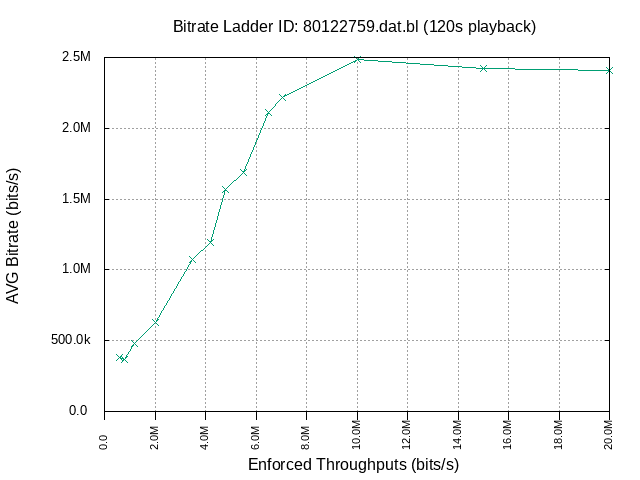 Bitrate Ladder ID: 80122759.dat.bl (120s playback)
2.5M
2.0M
1.5M
1.0M
500.0k
0.0
AVG Bitrate (bits/s)
0.0
2.0M
4.0M
6.0M
8.0M
10.0M
12.0M
14.0M
16.0M
18.0M
20.0M
Enforced Throughputs (bits/s)